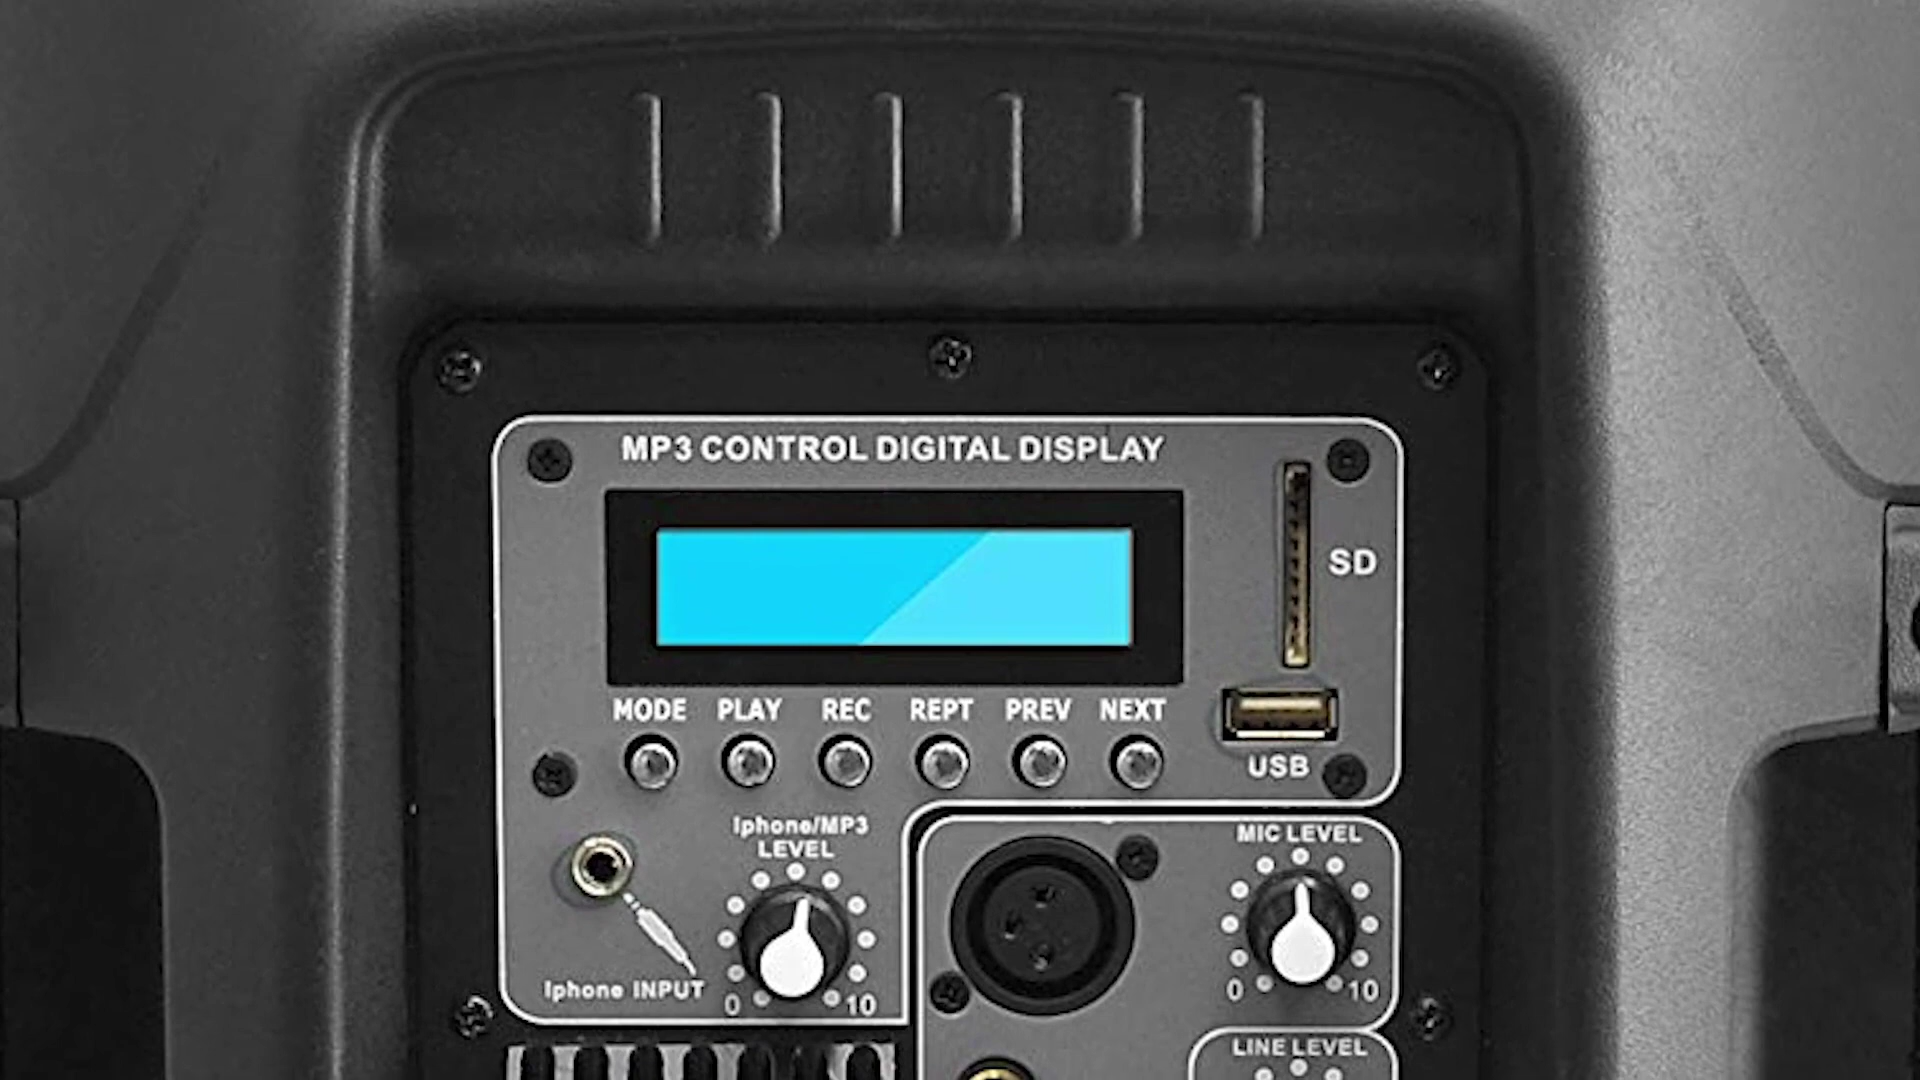 MP3 CONTROL DIGITAL DISPLAY
SD
MODE PLAY REC REPT PREV NEXT
USB
Iphone/MP3
LEVEL
MIC LEVEL
Iphone INPUT
0 10
0 10
LINE LEVEL